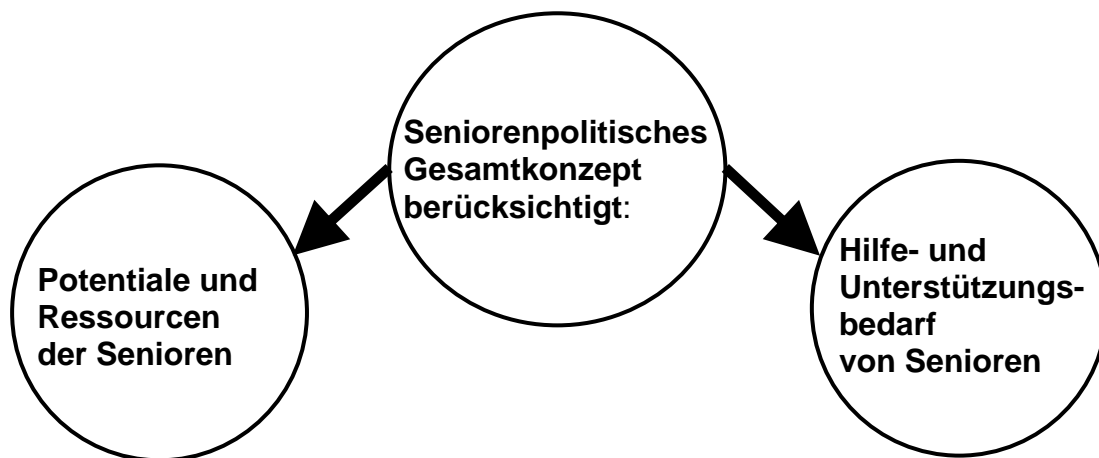 Seniorenpolitisches
Gesamtkonzept
berücksichtigt:
Potentiale und
Ressourcen
der Senioren
Hilfe- und
Unterstützungs-
bedarf
von Senioren